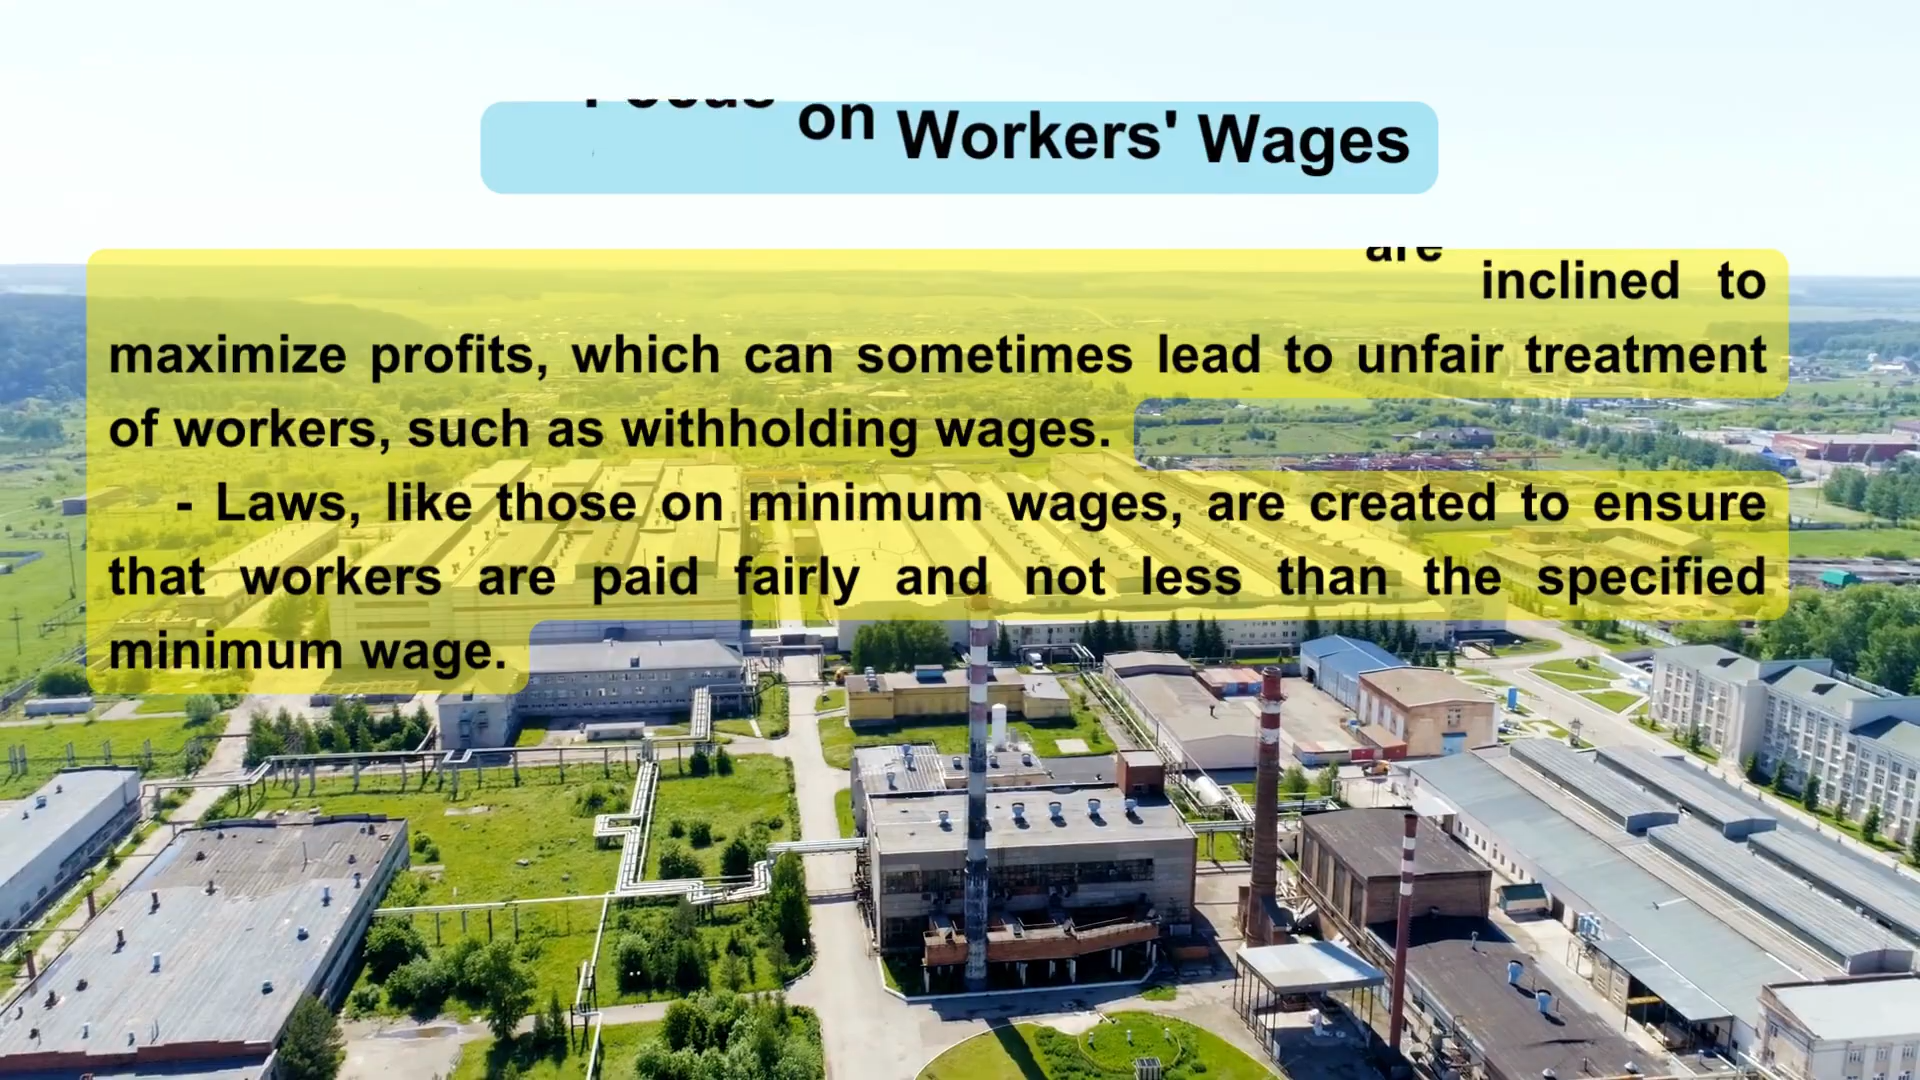 Focus on Workers' Wages
are inclined to
maximize profits, which can sometimes lead to unfair treatment
of workers, such as withholding wages.
- Laws, like those on minimum wages, are created to ensure
that workers are paid fairly and not less than the specified
minimum wage.